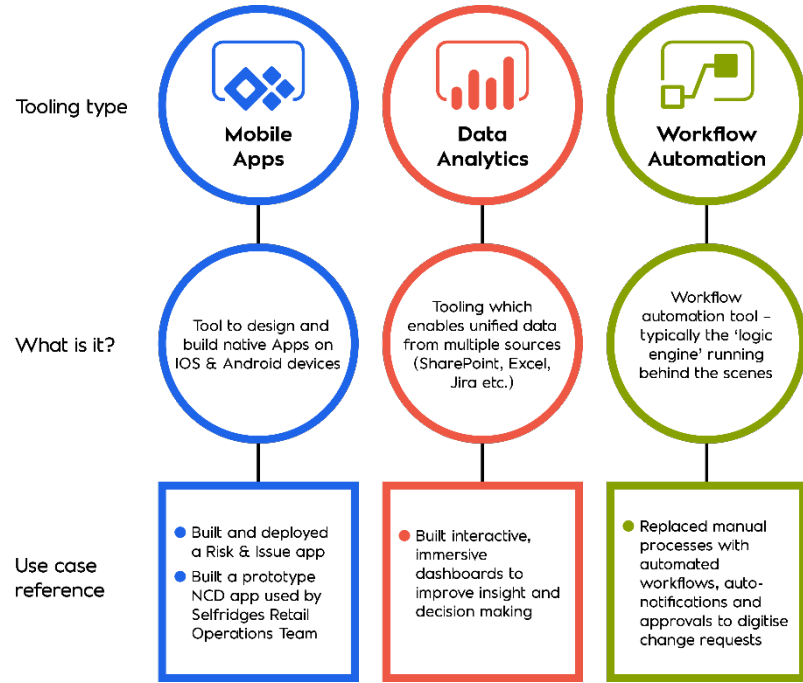 Tooling type
Mobile
Apps
Data
Analytics
Workflow
Automation
What is it?
Tool to design and
build native Apps on
IOS & Android devices
Tooling which
enables unified data
from multiple sources
(SharePoint, Excel,
Jira etc.)
Workflow
automation tool –
typically the ‘logic
engine’ running
behind the scenes
Use case
reference
Built and deployed
a Risk & Issue app
Built a prototype
NCD app used by
Selfridges Retail
Operations Team
Built interactive,
immersive
dashboards to
improve insight and
decision making
Replaced manual
processes with
automated
workflows, auto-
notifications and
approvals to digitise
change requests